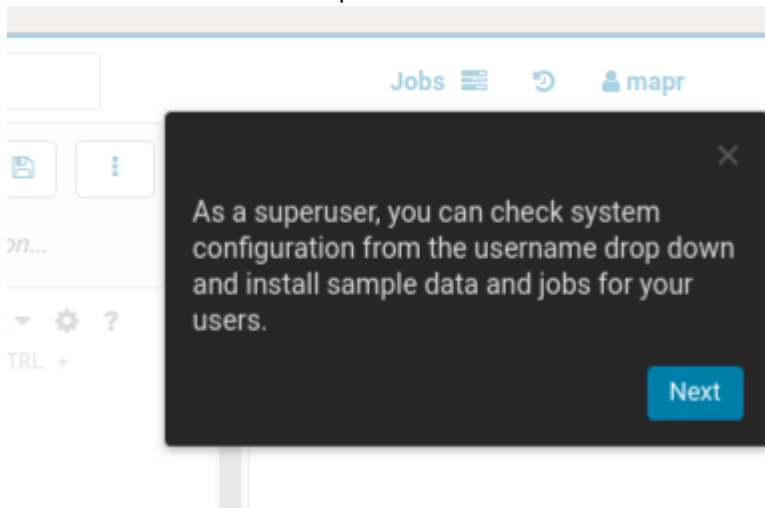 Jobs mapr
As a superuser, you can check system
on...
configuration from the username drop down
and install sample data and jobs for your
users.
?
TRL +
Next